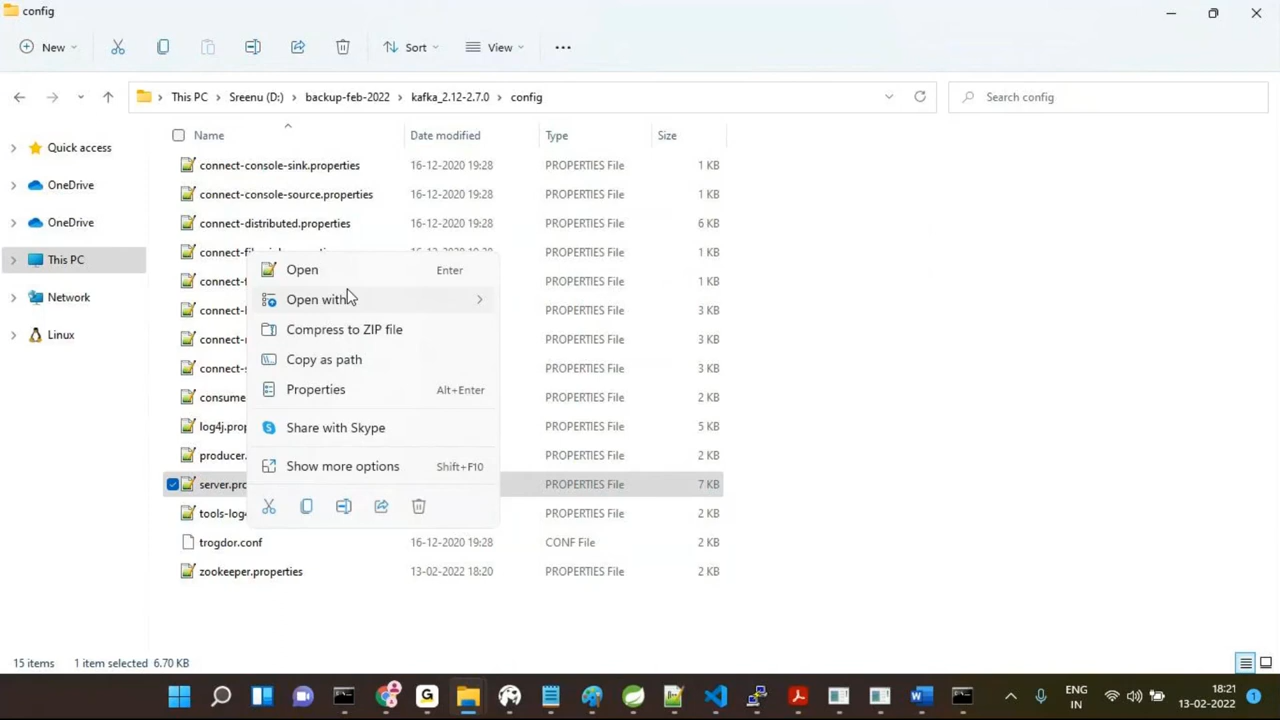 config
New
Sort
View
This PC > Sreenu (D:) > backup-feb-2022 > kafka_2.12-2.7.0 > config
Search config
Name Date modified Type Size
Quick access
OneDrive
OneDrive
This PC
Network
Linux
connect-console-sink.properties 16-12-2020 19:28 PROPERTIES File 1 KB
connect-console-source.properties 16-12-2020 19:28 PROPERTIES File 1 KB
connect-distributed.properties 16-12-2020 19:28 PROPERTIES File 6 KB
PROPERTIES File 1 KB
connect-f PROPERTIES File 1 KB
connect- PROPERTIES File 3 KB
connect- PROPERTIES File 3 KB
connect-s PROPERTIES File 3 KB
consume PROPERTIES File 2 KB
log4j.pro PROPERTIES File 5 KB
producer. PROPERTIES File 2 KB
server.pro PROPERTIES File 7 KB
tools-log PROPERTIES File 2 KB
trogdor.conf 16-12-2020 19:28 CONF File 2 KB
zookeeper.properties 13-02-2022 18:20 PROPERTIES File 2 KB
Open Enter
Open with
Compress to ZIP file
Copy as path
Properties Alt+Enter
Share with Skype
Show more options Shift+F10
15 items 1 item selected 6.70 KB
ENG
IN
18:21
13-02-2022
1